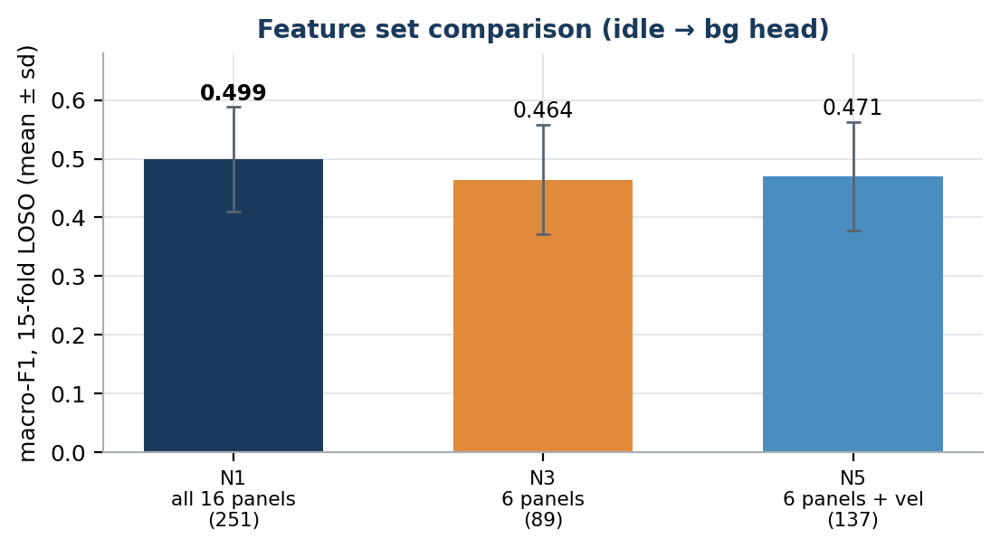 Feature set comparison (idle → bg head)
macro-F1, 15-fold LOSO (mean ± sd)
0.6
0.5
0.4
0.3
0.2
0.1
0.0
0.499
0.464
0.471
N1
all 16 panels
(251)
N3
6 panels
(89)
N5
6 panels + vel
(137)